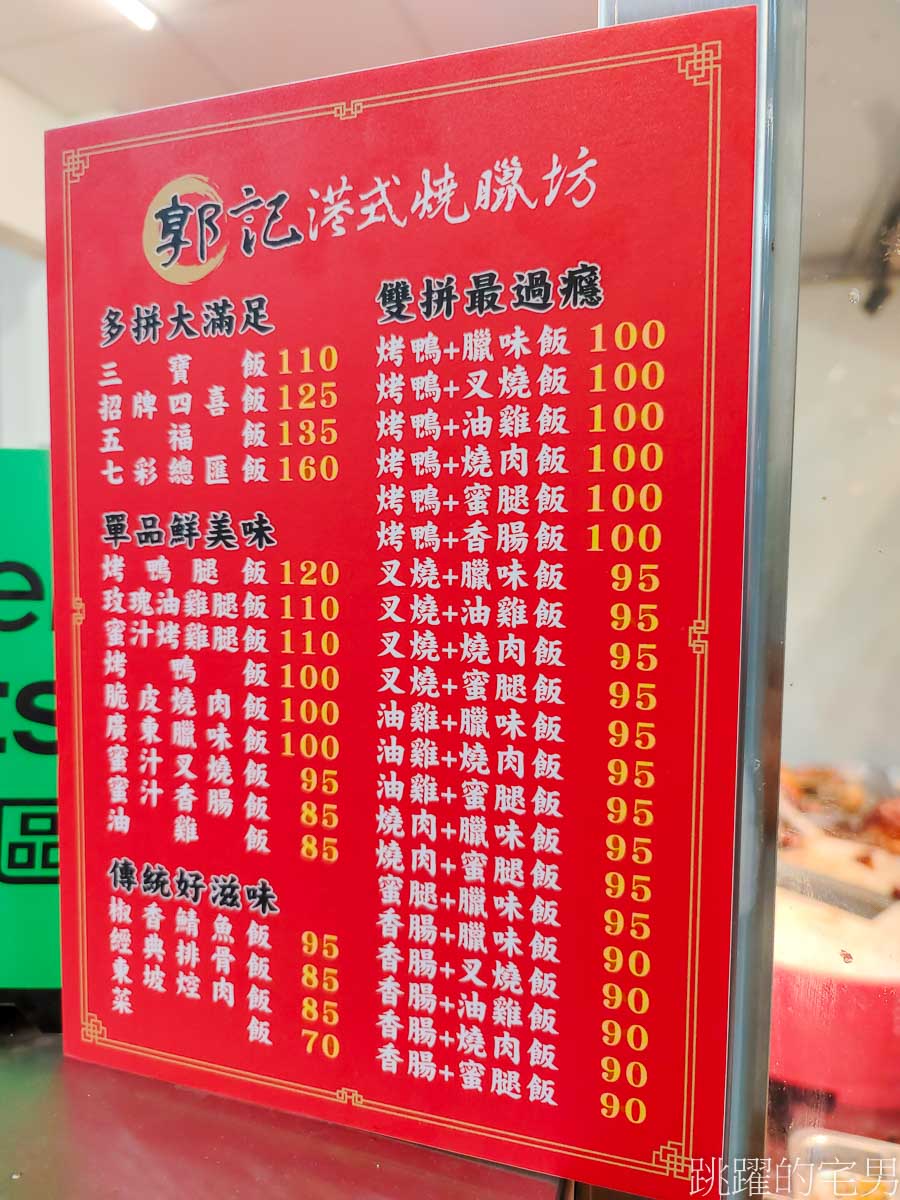 郭記港式燒臘坊
多拼大滿足
三寶飯 110
招牌四喜飯 125
五福飯 135
七彩總匯飯 160
單品鮮美味
烤鴨腿飯 120
玫瑰油雞腿飯 110
蜜汁烤雞腿飯 110
烤鴨飯 100
脆皮燒肉飯 100
廣東臘味飯 100
蜜汁叉燒飯 95
蜜汁香腸飯 85
油雞飯 85
傳統好滋味
椒香鯖魚飯 95
經典排骨飯 85
東坡焢肉飯 85
菜飯 70
雙拼最過癮
烤鴨+臘味飯 100
烤鴨+叉燒飯 100
烤鴨+油雞飯 100
烤鴨+燒肉飯 100
烤鴨+蜜腿飯 100
烤鴨+香腸飯 100
叉燒+臘味飯 95
叉燒+油雞飯 95
叉燒+燒肉飯 95
叉燒+蜜腿飯 95
油雞+臘味飯 95
油雞+燒肉飯 95
油雞+蜜腿飯 95
燒肉+臘味飯 95
燒肉+蜜腿飯 95
蜜腿+臘味飯 95
香腸+臘味飯 90
香腸+叉燒飯 90
香腸+油雞飯 90
香腸+燒肉飯 90
香腸+蜜腿飯 90
區
跳躍的宅男